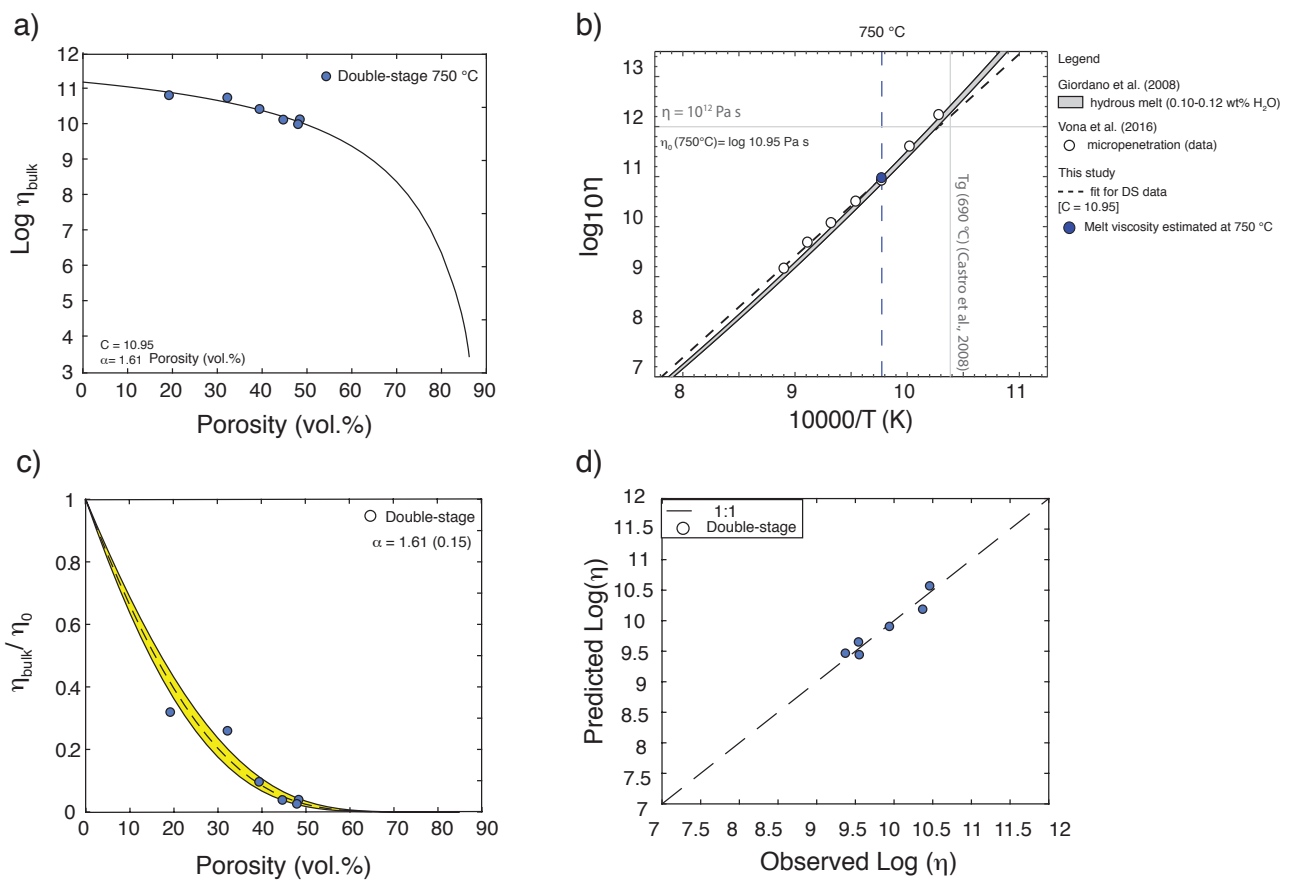 a)
12
11
10
9
8
7
6
5
4
3
Log ηbulk
Double-stage 750 °C
C = 10.95
α= 1.61 Porosity (vol.%)
0 10 20 30 40 50 60 70 80 90
Porosity (vol.%)
b)
750 °C
13
12
11
10
9
8
7
log10η
η = 10¹² Pa s
η₀ (750°C)= log 10.95 Pa s
Tg (690 °C) (Castro et al., 2008)
8 9 10 11
10000/T (K)
Legend
Giordano et al. (2008)
hydrous melt (0.10-0.12 wt% H₂O)
Vona et al. (2016)
micropenetration (data)
This study
fit for DS data
[C = 10.95]
Melt viscosity estimated at 750 °C
c)
1
0.8
0.6
0.4
0.2
0
ηbulk/ η₀
Double-stage
α = 1.61 (0.15)
0 10 20 30 40 50 60 70 80 90
Porosity (vol.%)
d)
12
11.5
10.5
10
9.5
9
8.5
8
7.5
7
Predicted Log(η)
1:1
Double-stage
7 7.5 8 8.5 9 9.5 10 10.5 11 11.5 12
Observed Log (η)